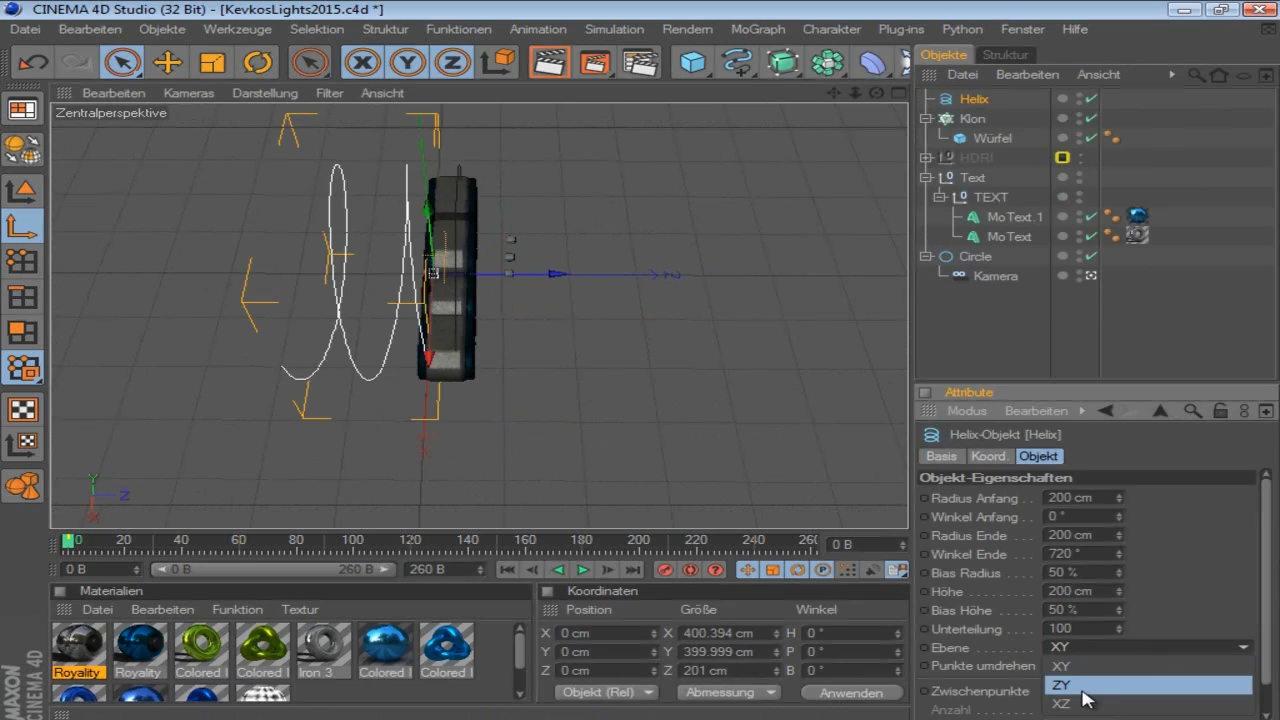 CINEMA 4D Studio (32 Bit) - [KevkosLights2015.c4d *]
Datei Bearbeiten Objekte Werkzeuge Selektion Struktur Funktionen Animation Simulation Rendern MoGraph Charakter Plug-ins Python Fenster Hilfe
X Y Z
Objekte Struktur
Datei Bearbeiten Ansicht
Bearbeiten Kameras Darstellung Filter Ansicht
Zentralperspektive
Helix
Klon
Würfel
HDRI
Text
TEXT
MoText.1
MoText
Circle
Kamera
Z
X
Y
Z
X
Attribute
Modus Bearbeiten
Helix-Objekt [Helix]
Basis Koord. Objekt
Objekt-Eigenschaften
Radius Anfang . . 200 cm
Winkel Anfang . . 0 °
Radius Ende . . . 200 cm
Winkel Ende . . . 720 °
Bias Radius . . . . 50 %
Höhe . . . . . . . . . 200 cm
Bias Höhe . . . . . 50 %
Unterteilung . . . . 100
Ebene . . . . . . . . XY
Punkte umdrehen XY
ZY
Zwischenpunkte XZ
Anzahl
0 20 40 60 80 100 120 140 160 180 200 220 240 260 0 B
0 B 0 B 260 B 260 B
Materialien
Datei Bearbeiten Funktion Textur
Royality Royality Colored Colored Iron 3 Colored Colored
Koordinaten
Position Größe Winkel
X 0 cm X 400.394 cm H 0 °
Y 0 cm Y 399.999 cm P 0 °
Z 0 cm Z 201 cm B 0 °
Objekt (Rel) Abmessung Anwenden
MAXON
CINEMA 4D